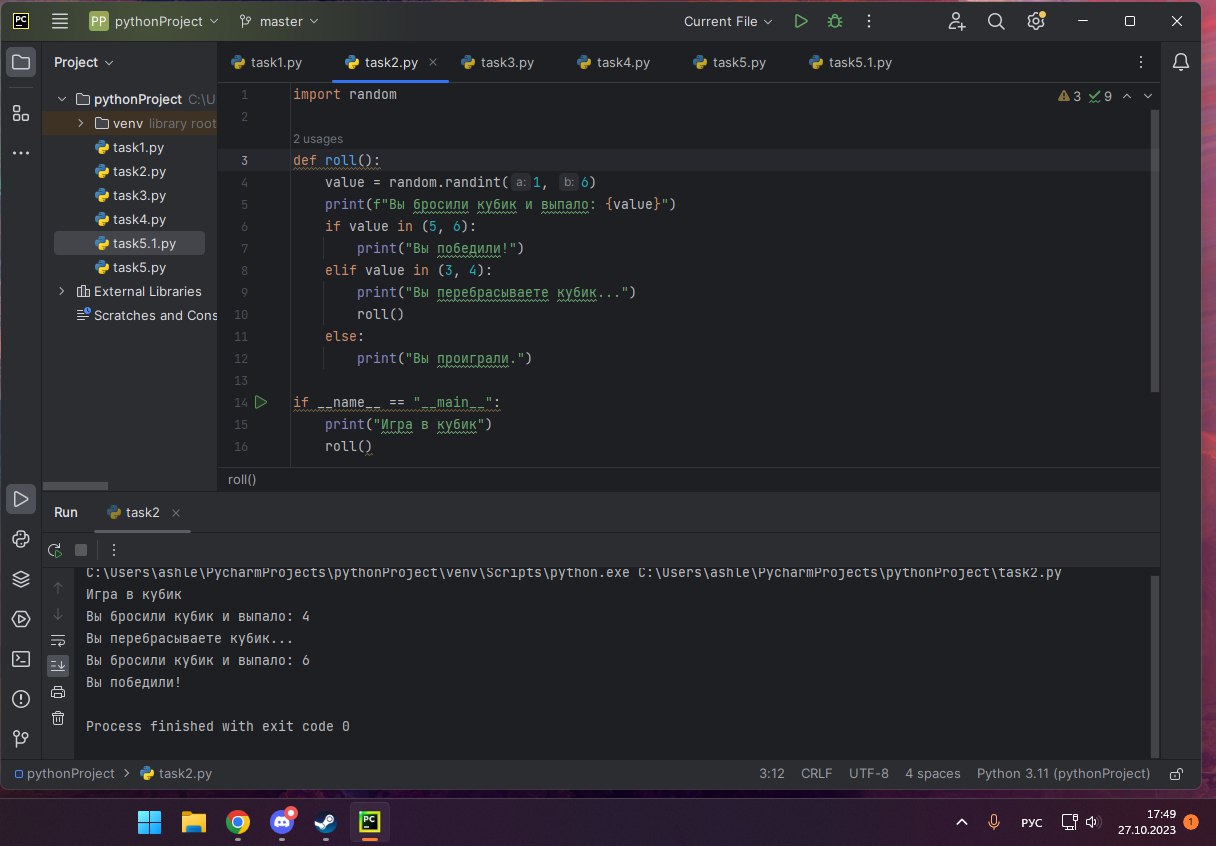 PC PP pythonProject master Current File
Project
task1.py task2.py task3.py task4.py task5.py task5.1.py
pythonProject C:\U
venv library root
task1.py
task2.py
task3.py
task4.py
task5.1.py
task5.py
External Libraries
Scratches and Cons
3 9
1 import random
2
2 usages
3 def roll():
4 value = random.randint( a: 1, b: 6)
5 print(f"Вы бросили кубик и выпало: {value}")
6 if value in (5, 6):
7 print("Вы победили!")
8 elif value in (3, 4):
9 print("Вы перебрасываете кубик...")
10 roll()
11 else:
12 print("Вы проиграли.")
13
14 if __name__ == "__main__":
15 print("Игра в кубик")
16 roll()
roll()
Run task2
C:\Users\ashle\PycharmProjects\pythonProject\venv\Scripts\python.exe C:\Users\ashle\PycharmProjects\pythonProject\task2.py
Игра в кубик
Вы бросили кубик и выпало: 4
Вы перебрасываете кубик...
Вы бросили кубик и выпало: 6
Вы победили!
Process finished with exit code 0
pythonProject task2.py 3:12 CRLF UTF-8 4 spaces Python 3.11 (pythonProject)
PC РУС 17:49 1
27.10.2023